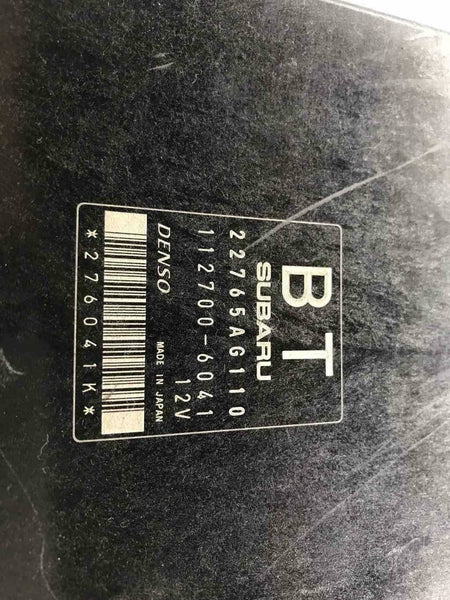 BT
SUBARU
22765AG110
112700-6041
12V
DENSO MADE IN JAPAN
*276041K*